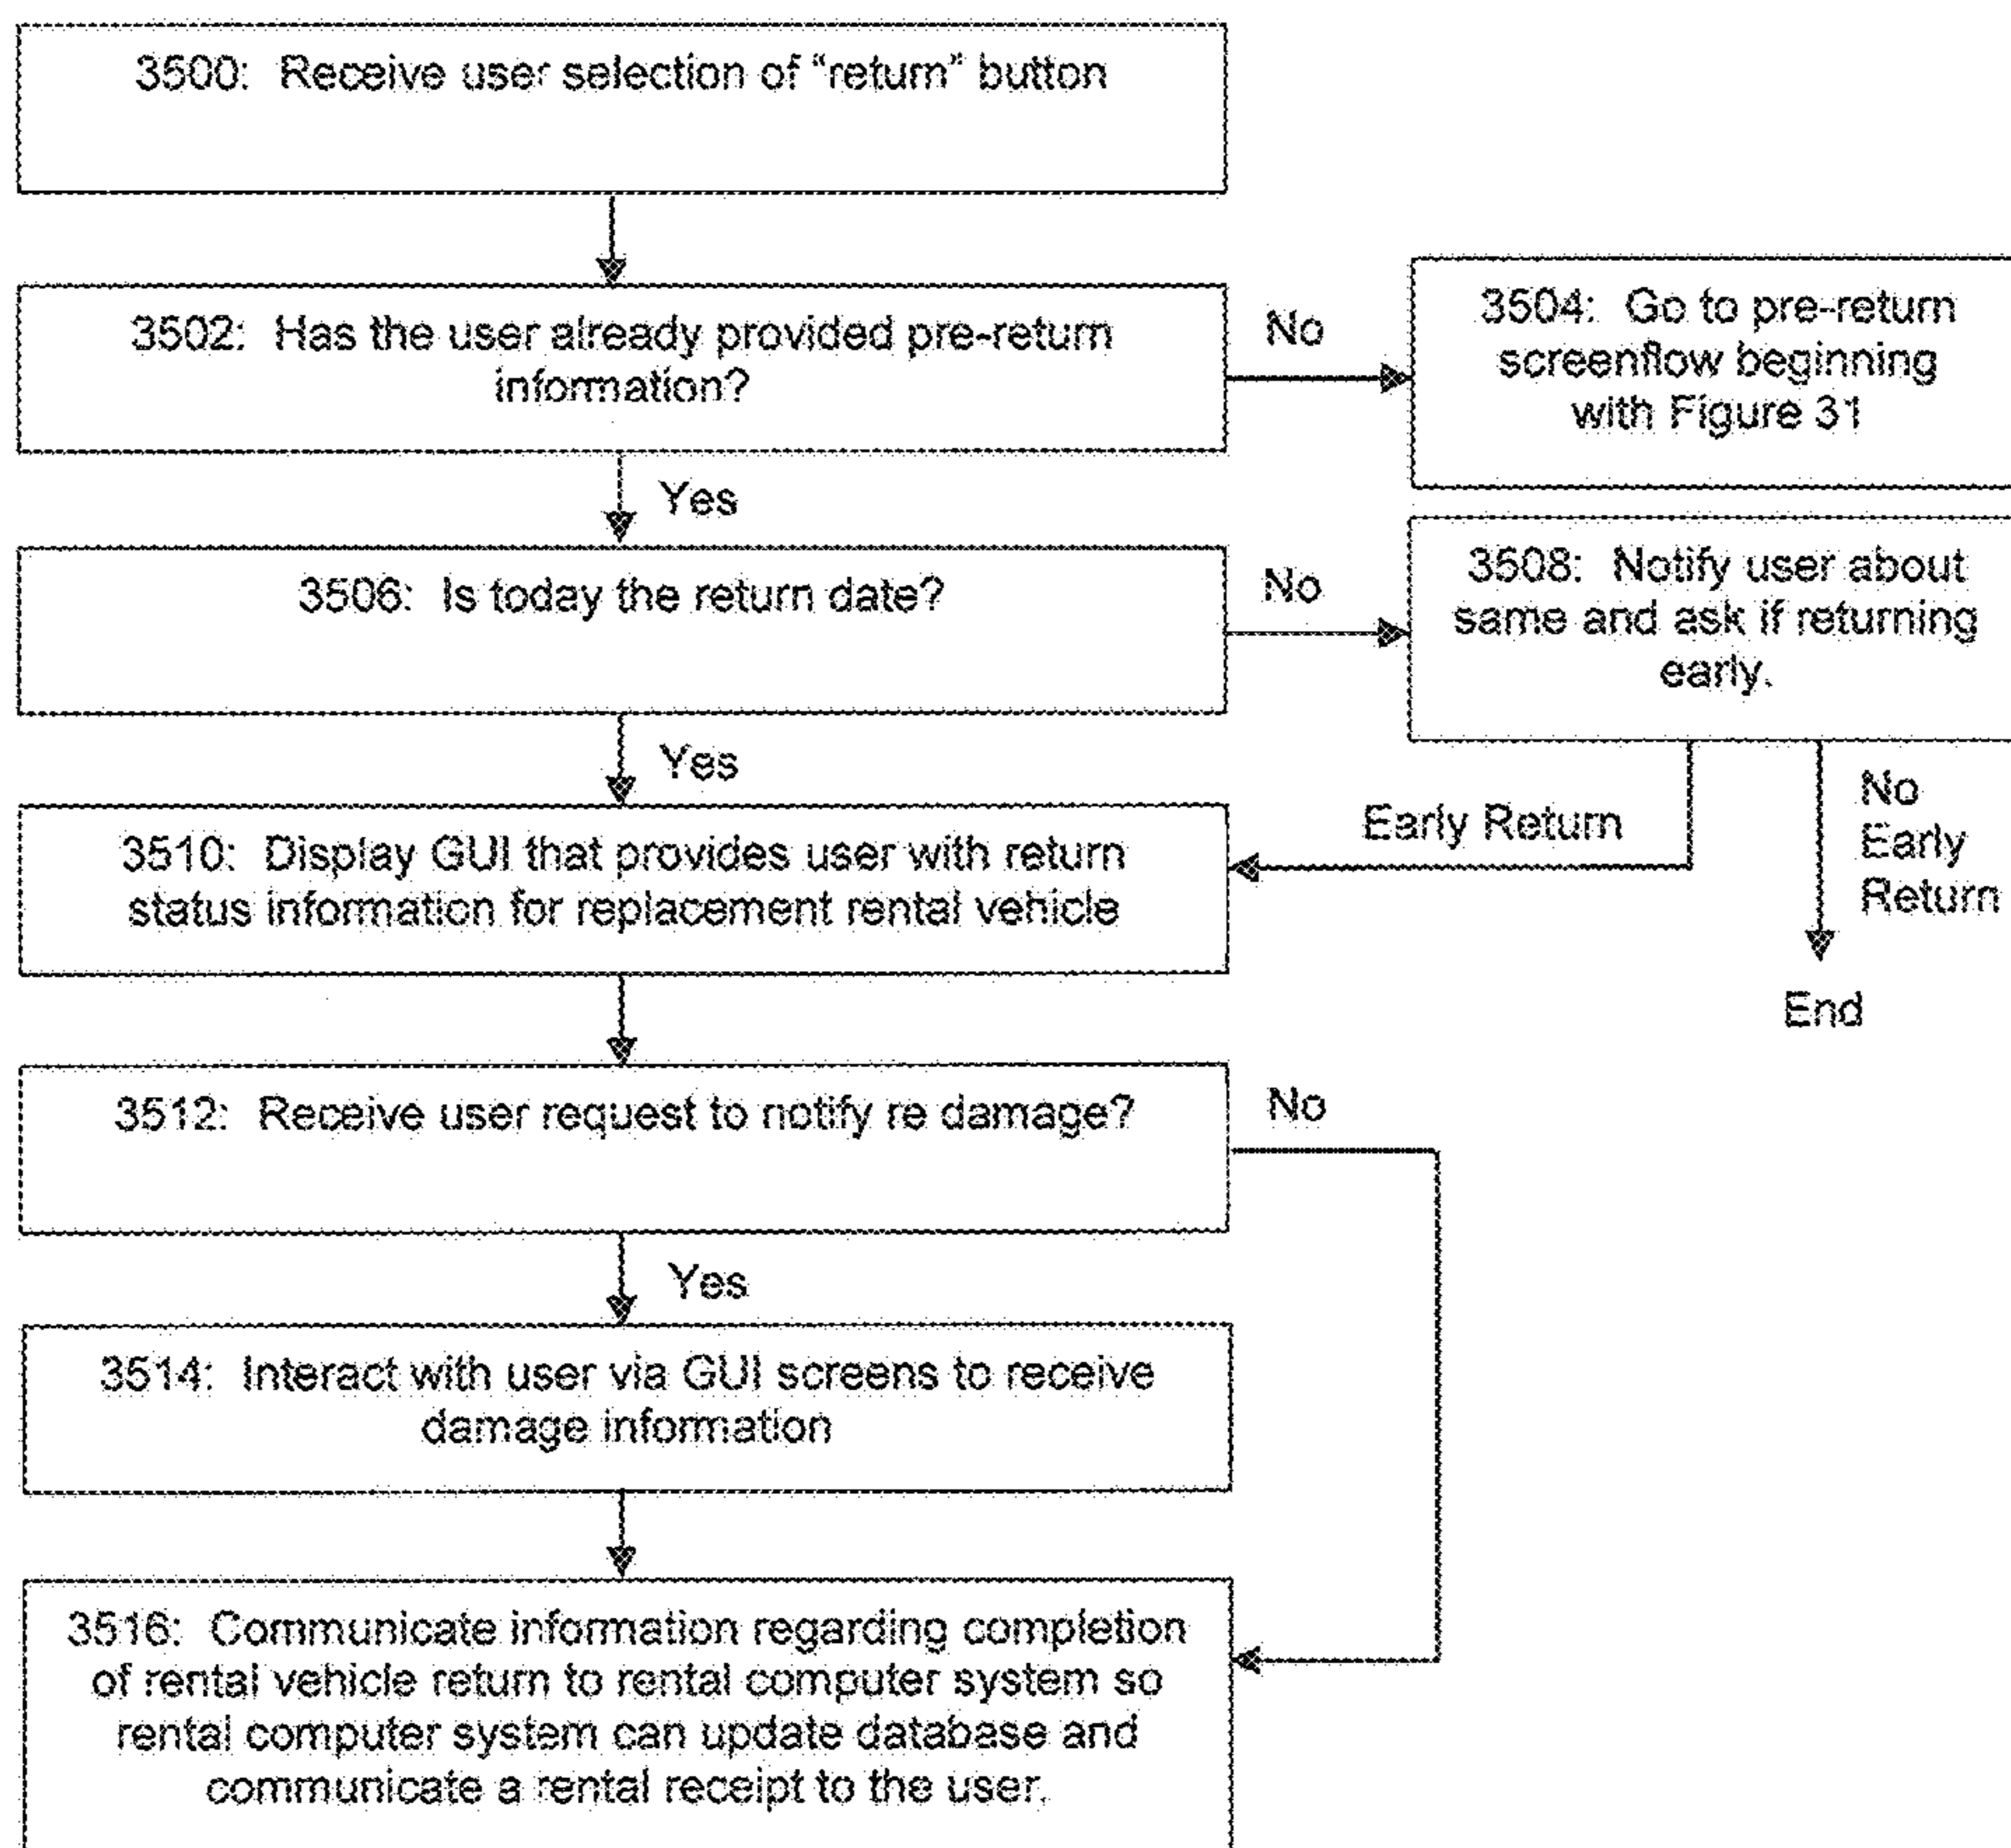 3500: Receive user selection of “return” button
3502: Has the user already provided pre-return
information?
No
3504: Go to pre-return
screenflow beginning
with Figure 31
Yes
3506: Is today the return date?
No
3508: Notify user about
same and ask if returning
early.
Yes
Early Return
No
Early
Return
End
3510: Display GUI that provides user with return
status information for replacement rental vehicle
3512: Receive user request to notify re damage?
No
Yes
3514: Interact with user via GUI screens to receive
damage information
3516: Communicate information regarding completion
of rental vehicle return to rental computer system so
rental computer system can update database and
communicate a rental receipt to the user.